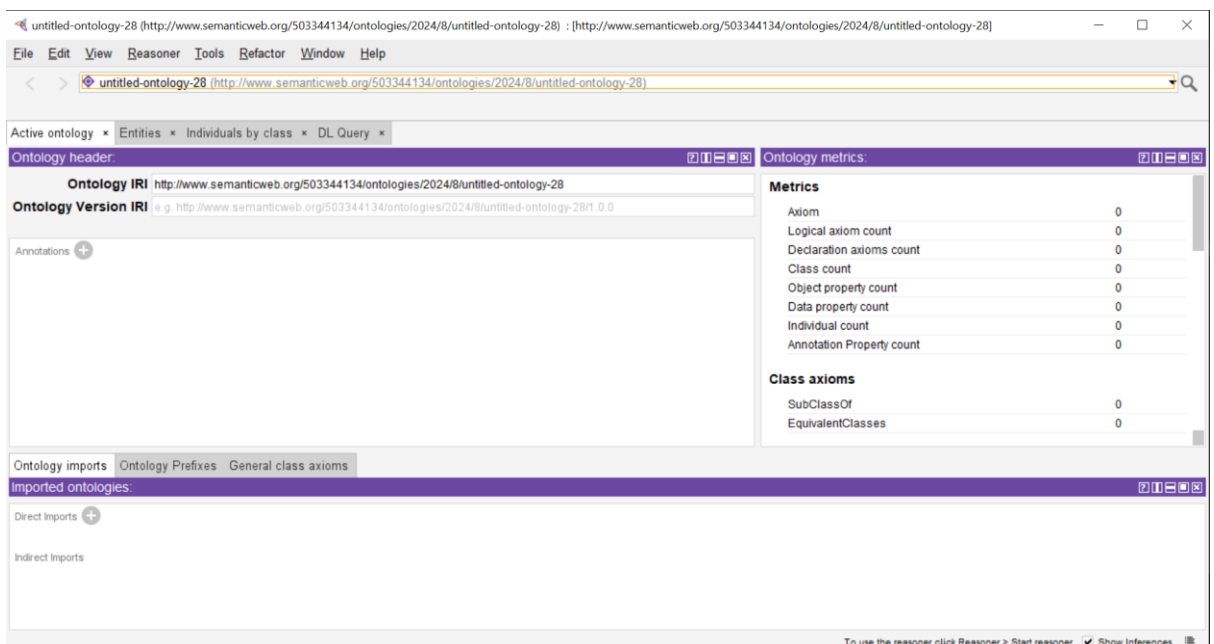 untitled-ontology-28 (http://www.semanticweb.org/503344134/ontologies/2024/8/untitled-ontology-28) : [http://www.semanticweb.org/503344134/ontologies/2024/8/untitled-ontology-28]
File Edit View Reasoner Tools Refactor Window Help
untitled-ontology-28 (http://www.semanticweb.org/503344134/ontologies/2024/8/untitled-ontology-28)
Active ontology × Entities × Individuals by class × DL Query ×
Ontology header:
Ontology IRI http://www.semanticweb.org/503344134/ontologies/2024/8/untitled-ontology-28
Ontology Version IRI e.g. http://www.semanticweb.org/503344134/ontologies/2024/8/untitled-ontology-28/1.0.0
Annotations
Ontology metrics:
Metrics
Axiom 0
Logical axiom count 0
Declaration axioms count 0
Class count 0
Object property count 0
Data property count 0
Individual count 0
Annotation Property count 0
Class axioms
SubClassOf 0
EquivalentClasses 0
Ontology imports Ontology Prefixes General class axioms
Imported ontologies:
Direct Imports
Indirect Imports
To use the reasoner click Reasoner > Start reasoner Show Inferences